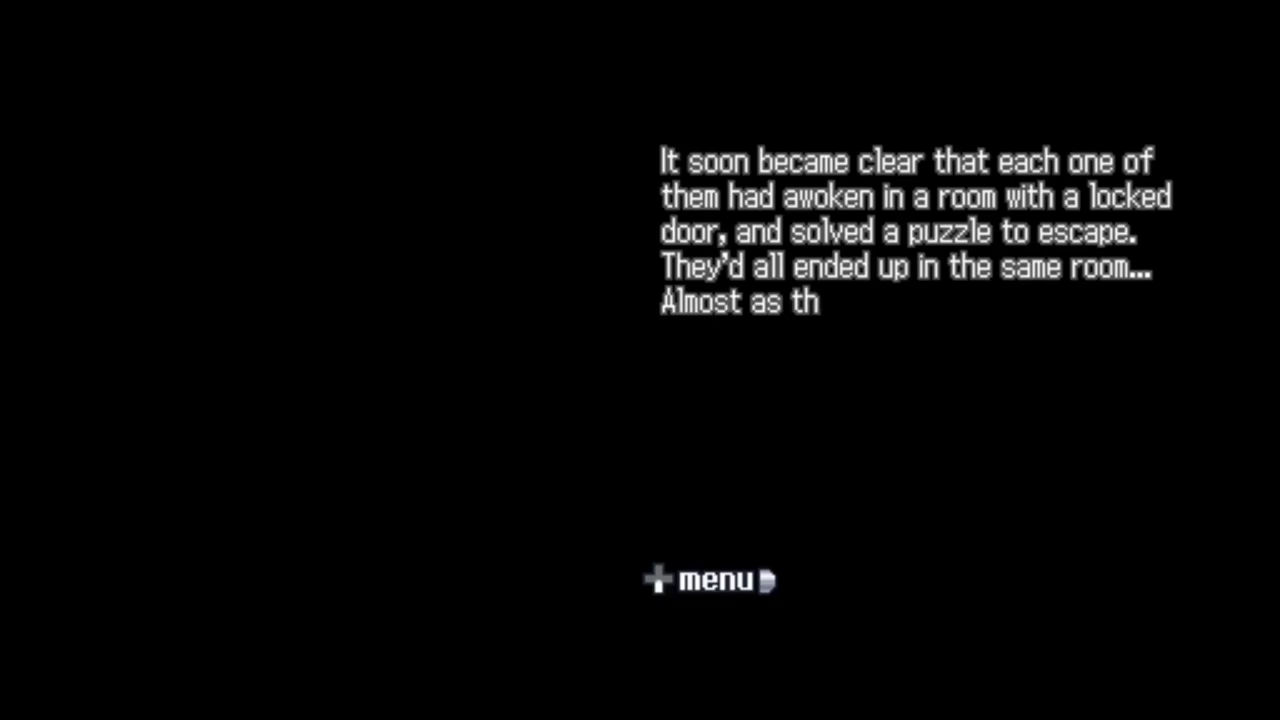 It soon became clear that each one of
them had awoken in a room with a locked
door, and solved a puzzle to escape.
They'd all ended up in the same room...
Almost as th
menu